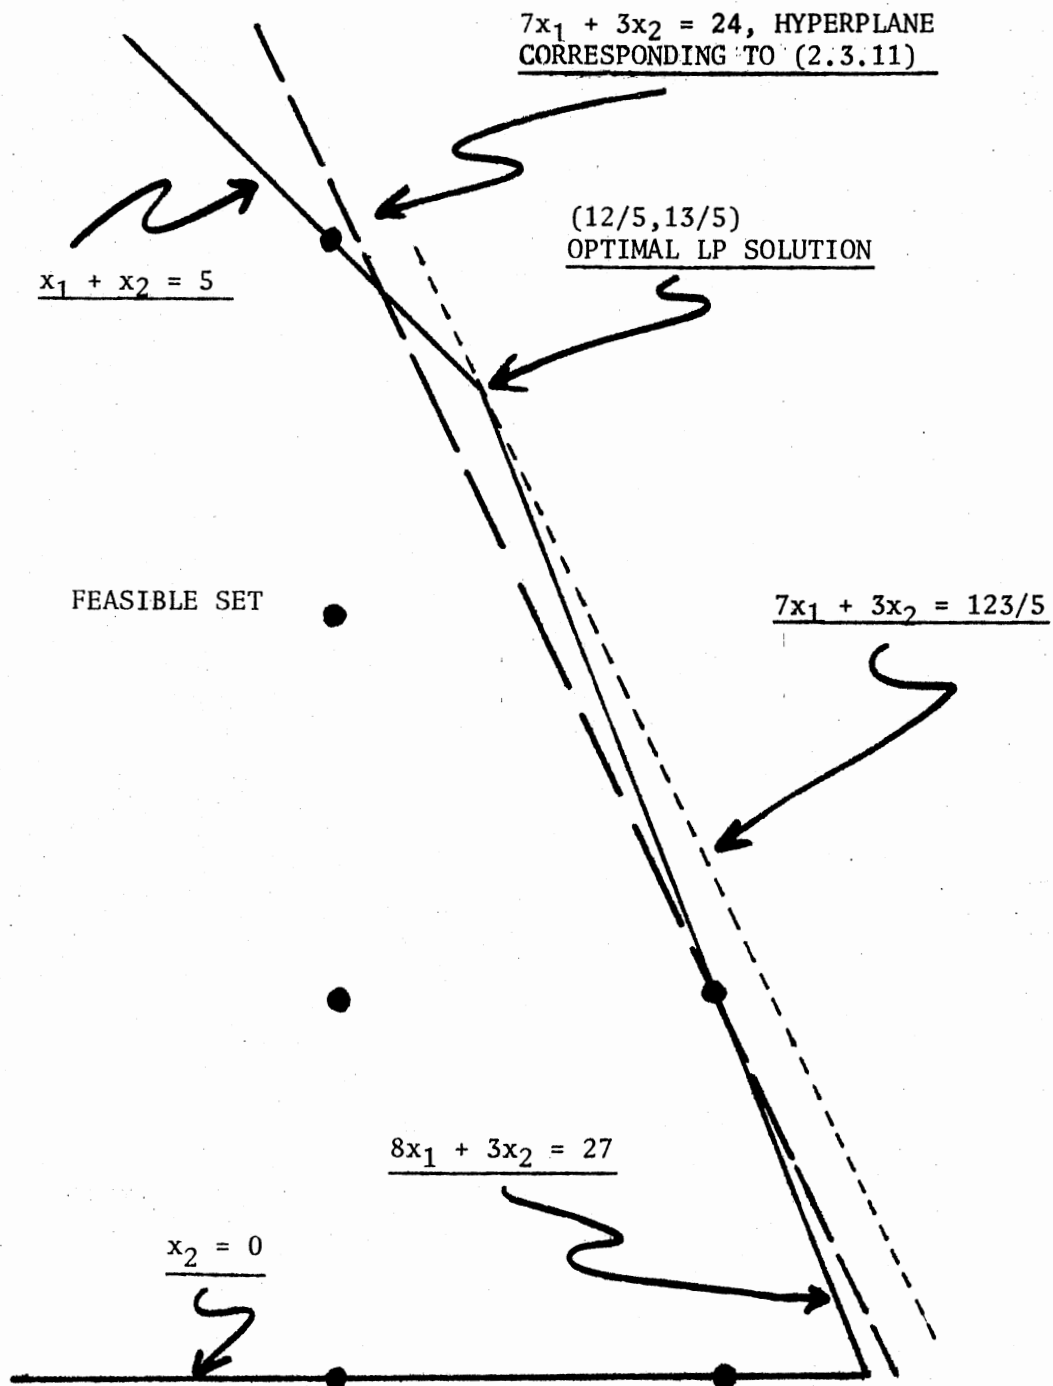 7x₁ + 3x₂ = 24, HYPERPLANE
CORRESPONDING TO (2.3.11)
(12/5,13/5)
OPTIMAL LP SOLUTION
x₁ + x₂ = 5
FEASIBLE SET
7x₁ + 3x₂ = 123/5
8x₁ + 3x₂ = 27
x₂ = 0